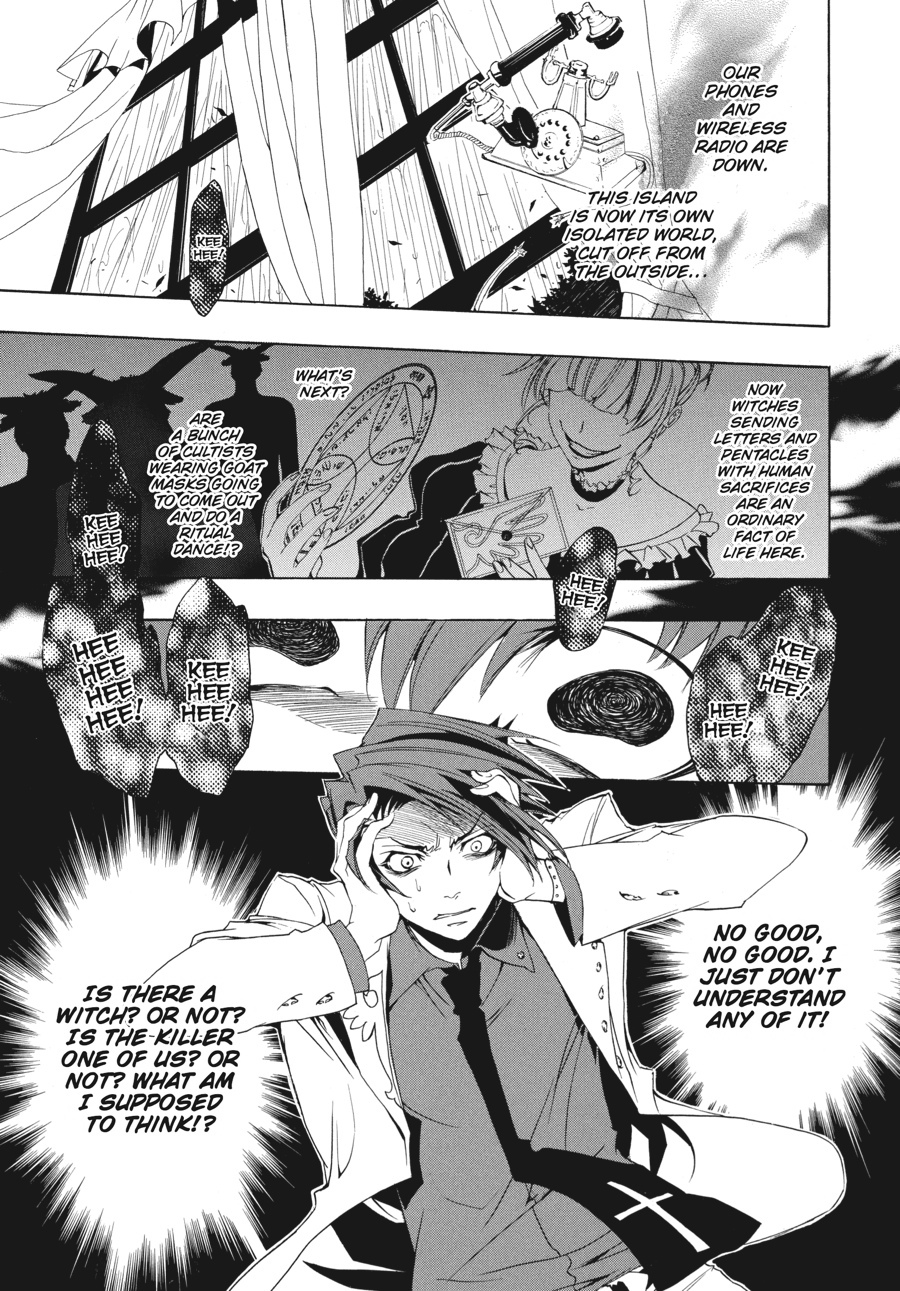 OUR
PHONES
AND
WIRELESS
RADIO ARE
DOWN.
THIS ISLAND
IS NOW ITS OWN
ISOLATED WORLD,
CUT OFF FROM
THE OUTSIDE...
KEE
HEE!
NOW
WITCHES
SENDING
LETTERS AND
PENTACLES
WITH HUMAN
SACRIFICES
ARE AN
ORDINARY
FACT OF
LIFE HERE.
WHAT'S
NEXT?
ARE
A BUNCH
OF CULTISTS
WEARING GOAT
MASKS GOING
TO COME OUT
AND DO A
RITUAL
DANCE!?
KEE
HEE
HEE!
HEE
HEE!
KEE
HEE
HEE!
HEE
HEE!
KEE
HEE
HEE!
HEE
HEE
HEE
HEE!
NO GOOD,
NO GOOD. I
JUST DON'T
UNDERSTAND
ANY OF IT!
IS THERE A
WITCH? OR NOT?
IS THE KILLER
ONE OF US? OR
NOT? WHAT AM
I SUPPOSED
TO THINK!?